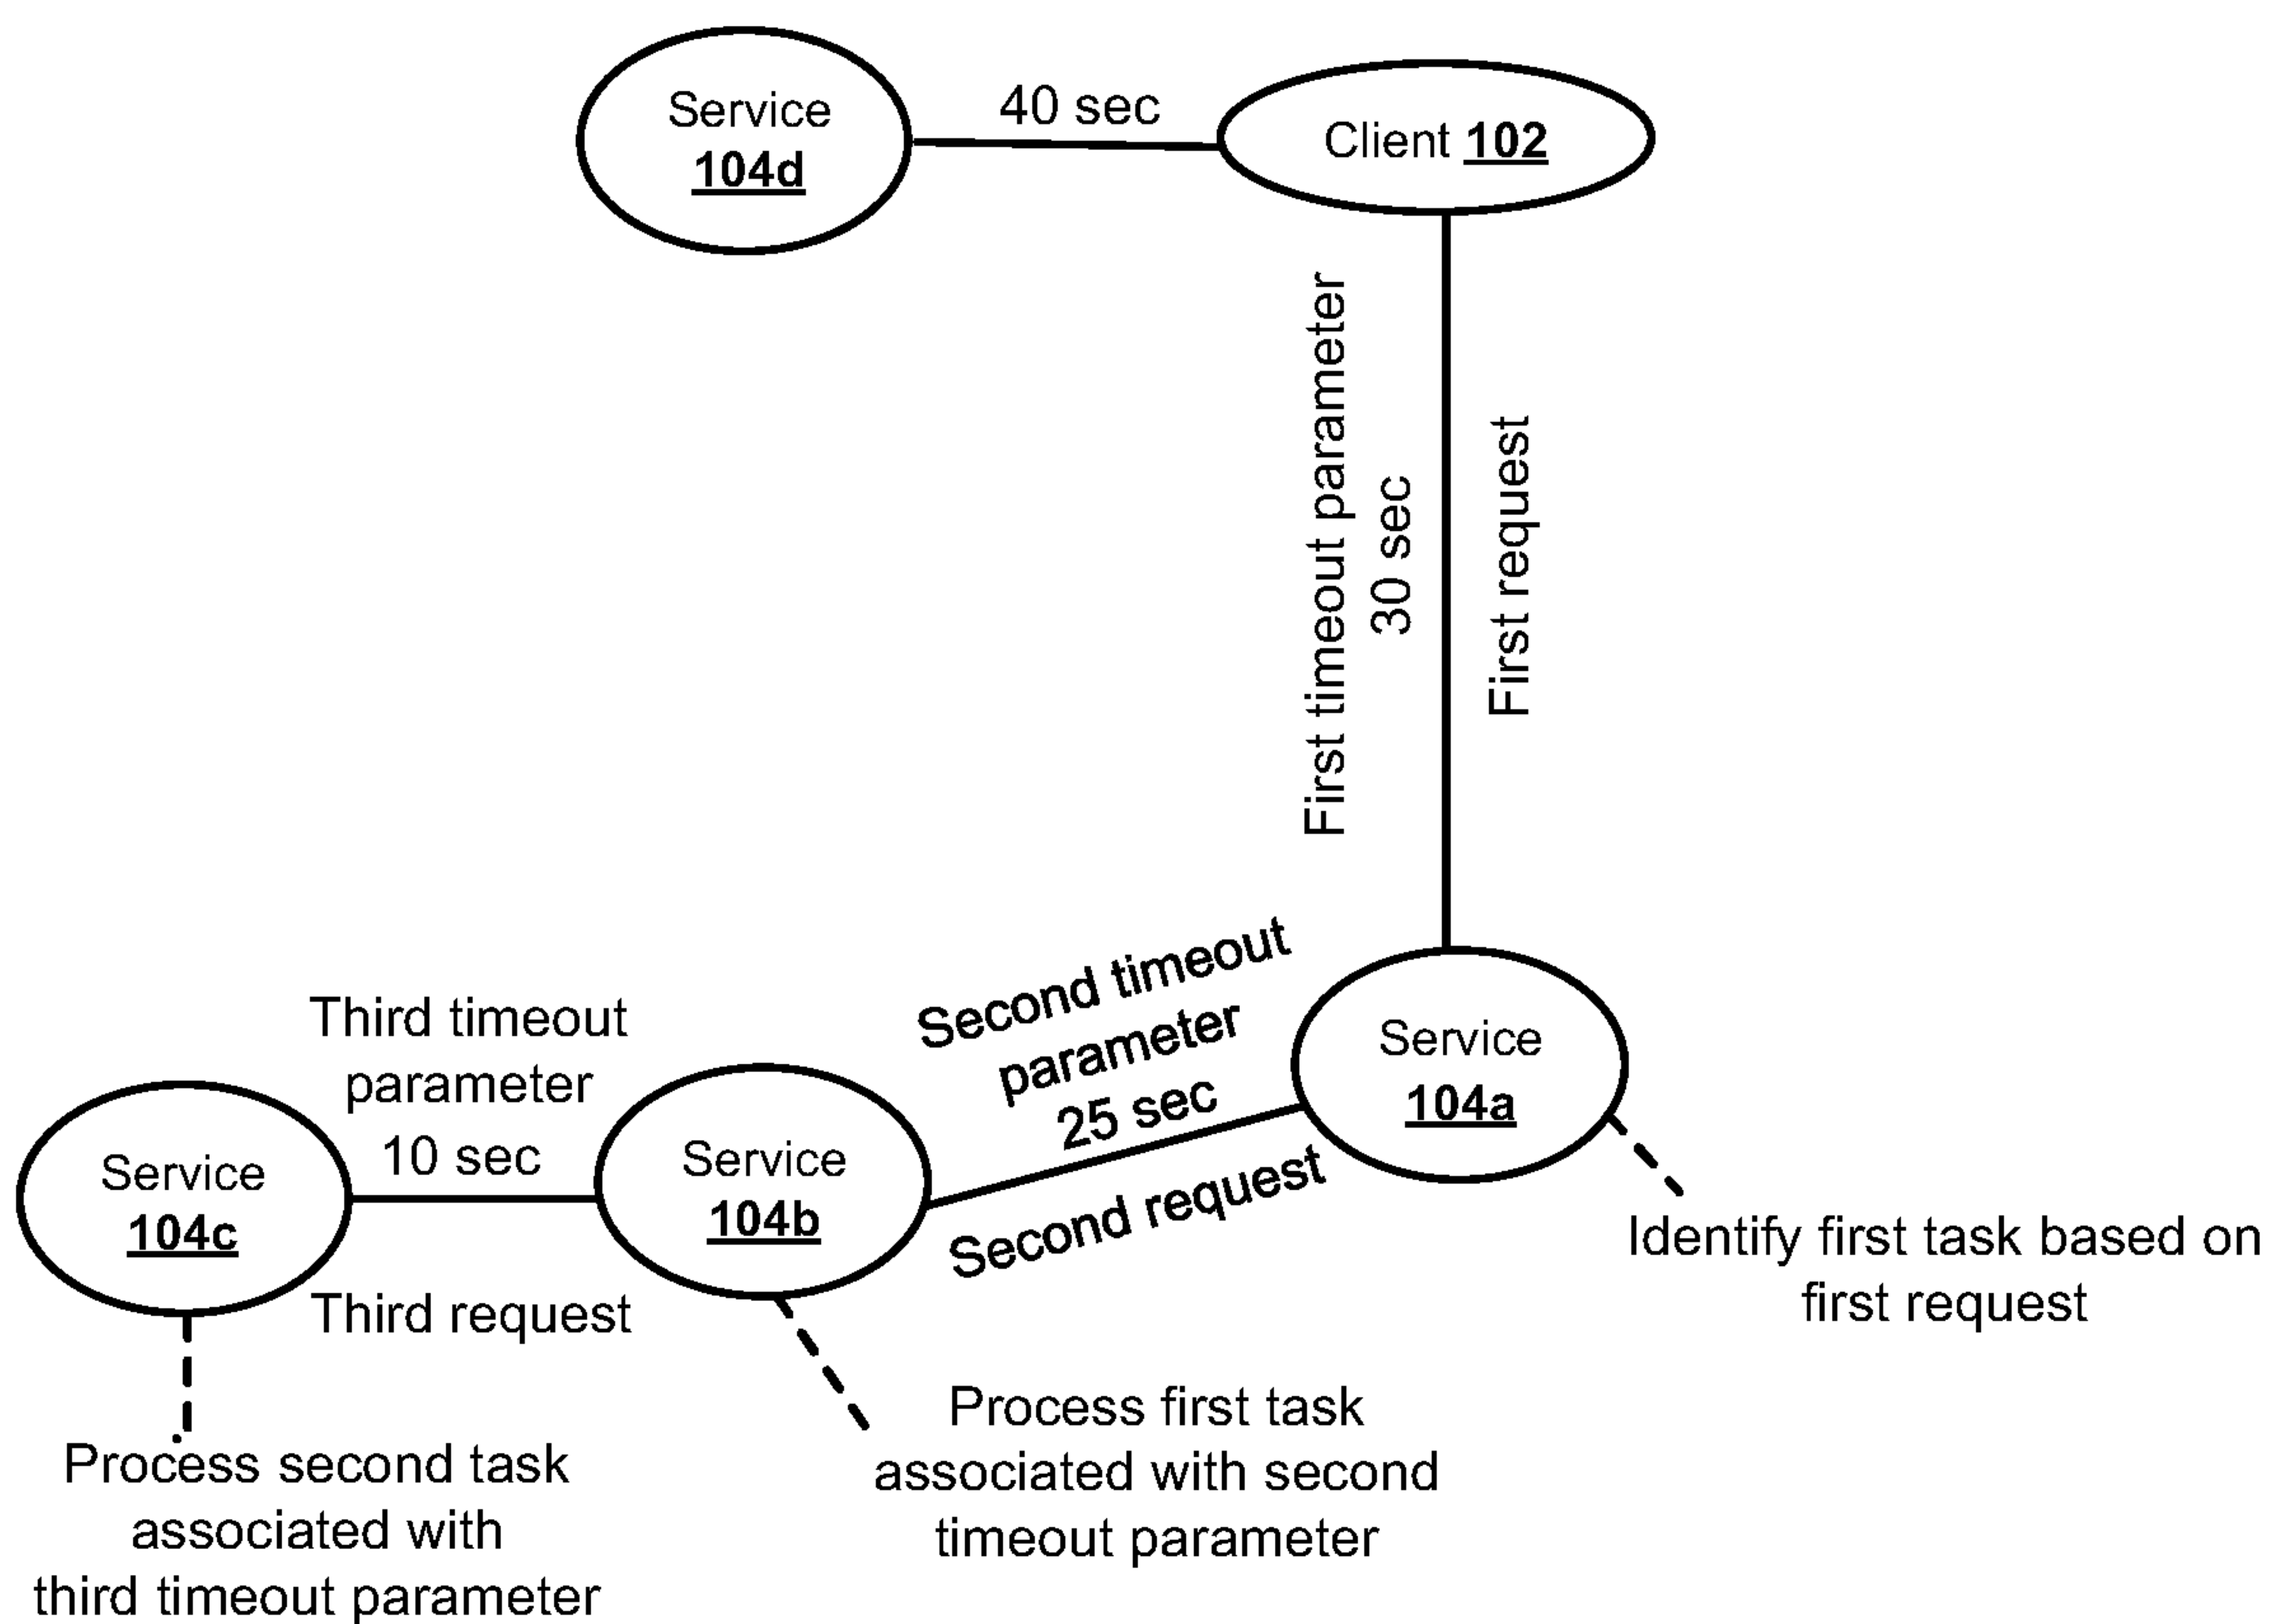 Service
104d
40 sec
Client 102
First timeout parameter
30 sec
First request
Second timeout
parameter
25 sec
Second request
Service
104a
Identify first task based on
first request
Third timeout
parameter
10 sec
Third request
Service
104b
Process first task
associated with second
timeout parameter
Service
104c
Process second task
associated with
third timeout parameter